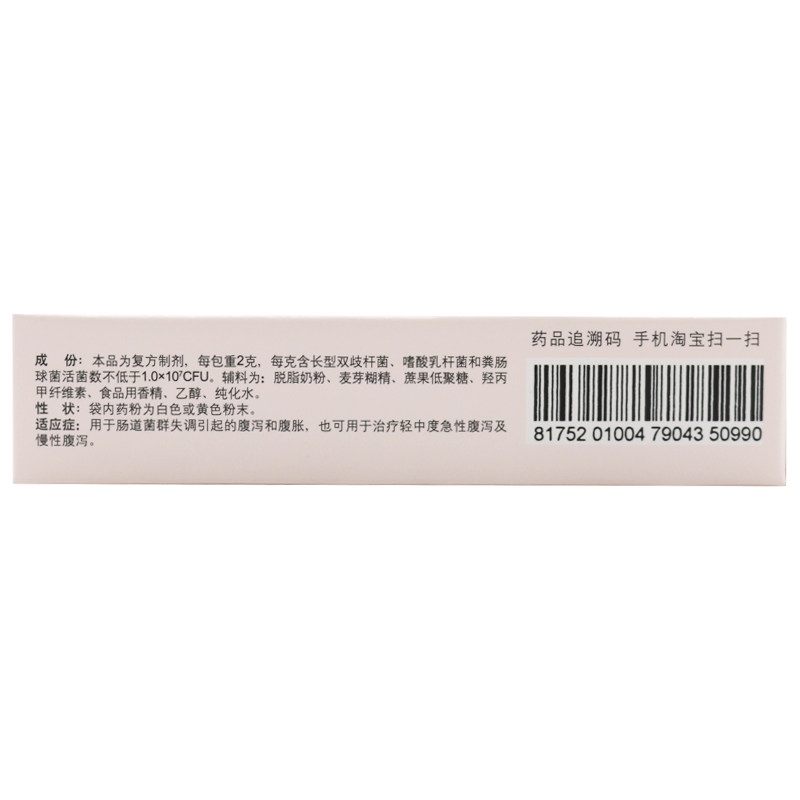 成　份：本品为复方制剂，每包重2克，每克含长型双歧杆菌、嗜酸乳杆菌和粪肠
球菌活菌数不低于1.0×10⁷CFU。辅料为：脱脂奶粉、麦芽糊精、蔗果低聚糖、羟丙
甲纤维素、食品用香精、乙醇、纯化水。
性　状：袋内药粉为白色或黄色粉末。
适应症：用于肠道菌群失调引起的腹泻和腹胀，也可用于治疗轻中度急性腹泻及
慢性腹泻。
药品追溯码 手机淘宝扫一扫
81752 01004 79043 50990